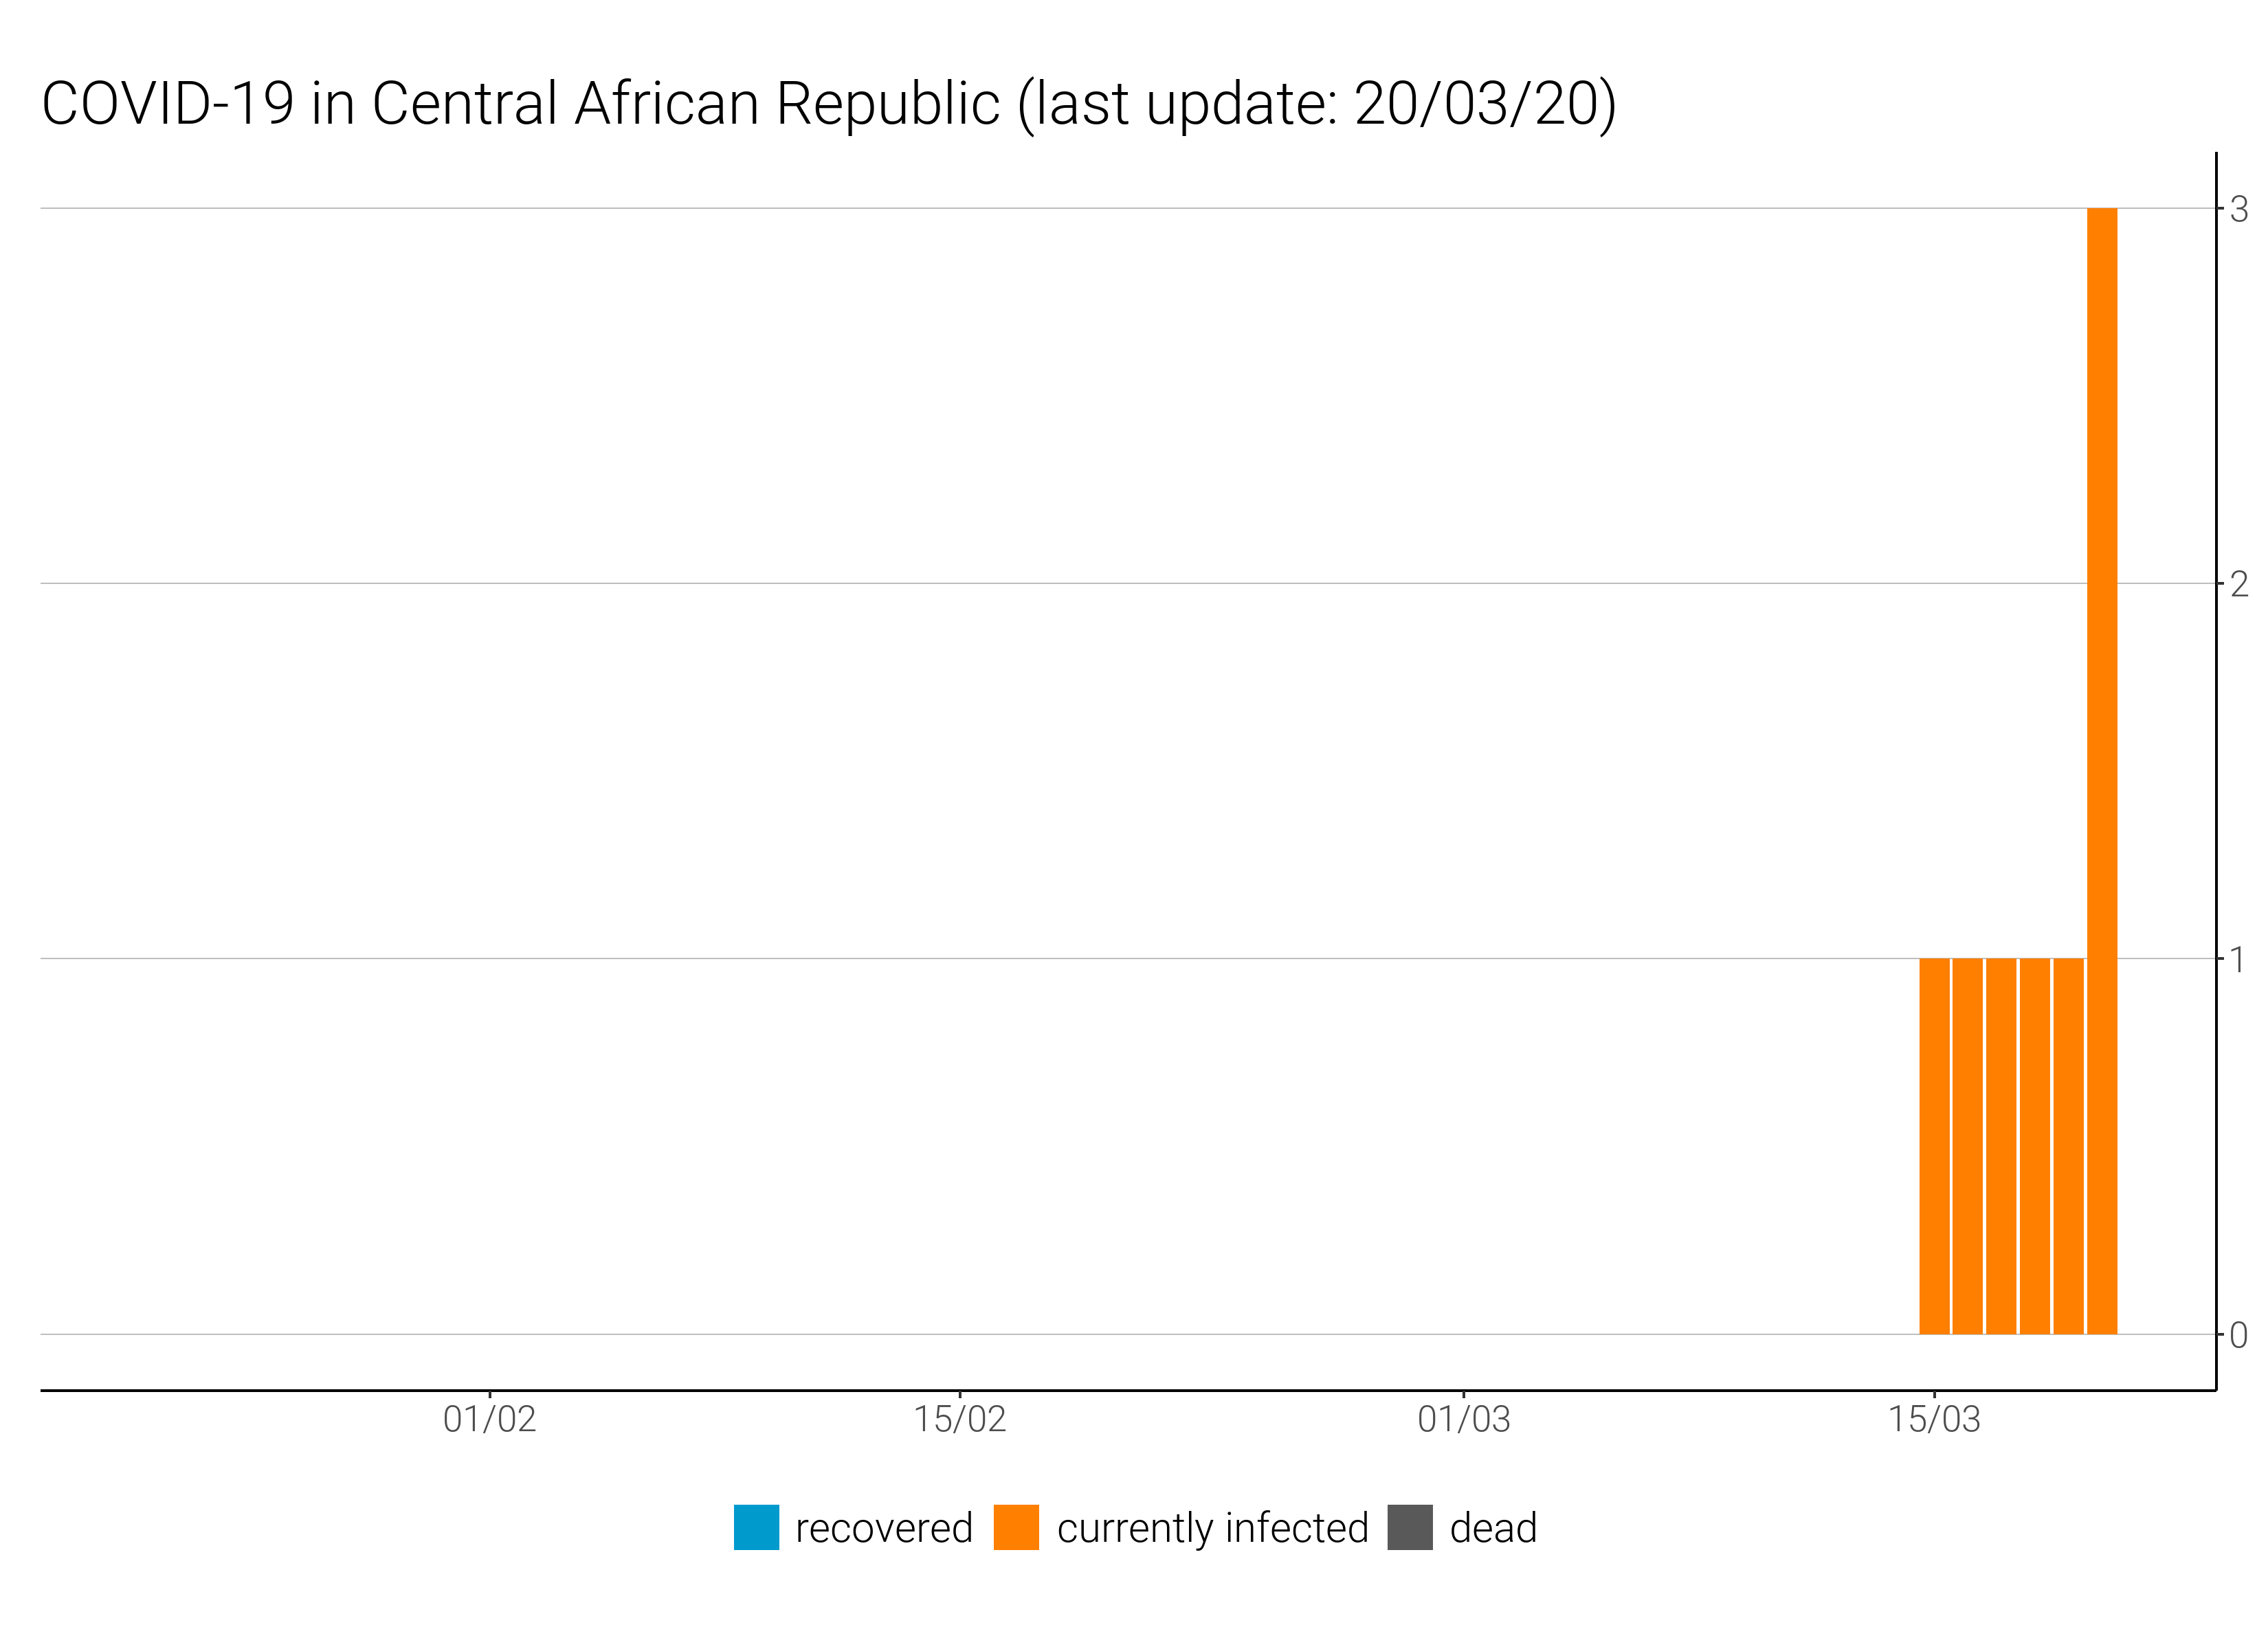 COVID-19 in Central African Republic (last update: 20/03/20)
3
2
1
0
01/02 15/02 01/03 15/03
recovered currently infected dead